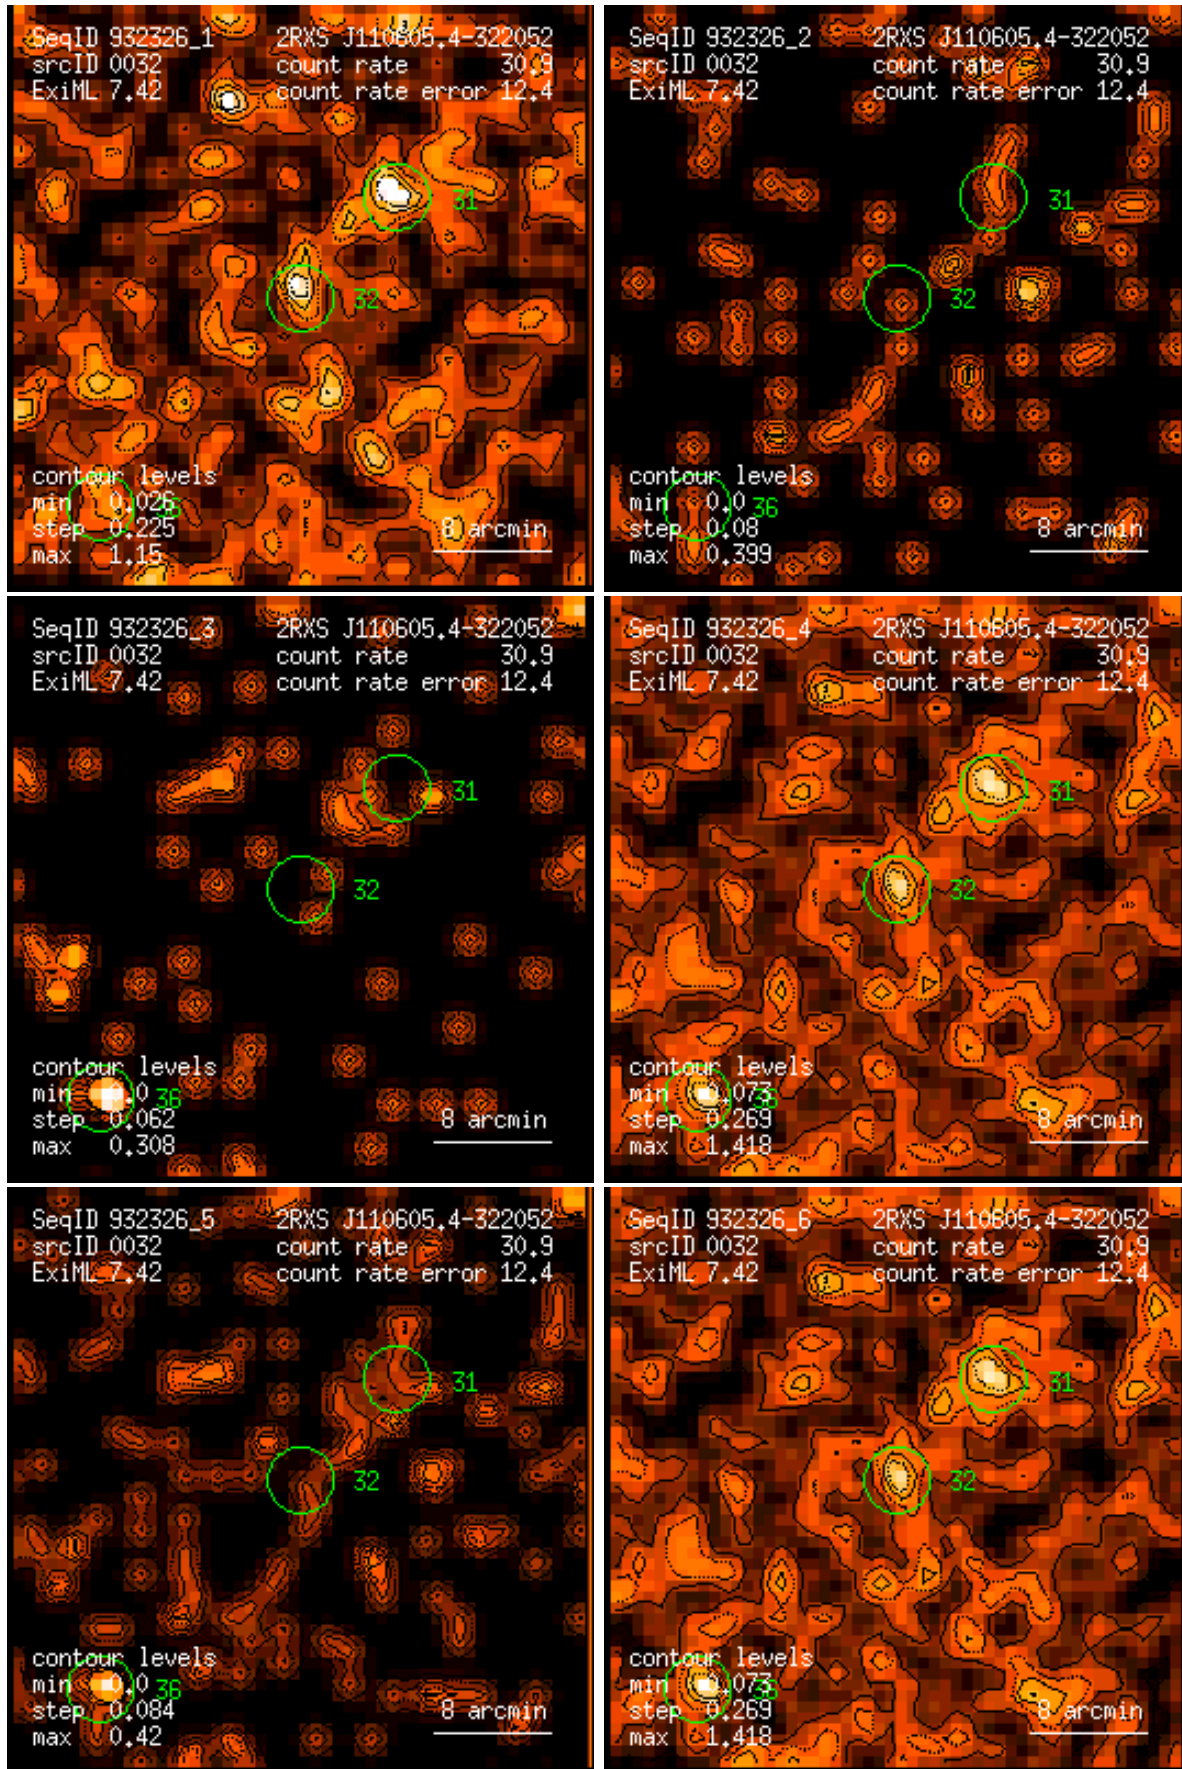 SeqID 932326_1 2RXS J110605.4-322052
srcID 0032 count rate 30.9
ExiML 7.42 count rate error 12.4
31
32
contour levels
min 0.026 36
step 0.225 8 arcmin
max 1.15
SeqID 932326_2 2RXS J110605.4-322052
srcID 0032 count rate 30.9
ExiML 7.42 count rate error 12.4
31
32
contour levels
min 0.0 36
step 0.08 8 arcmin
max 0.399
SeqID 932326_3 2RXS J110605.4-322052
srcID 0032 count rate 30.9
ExiML 7.42 count rate error 12.4
31
32
contour levels
min 0.0 36
step 0.062 8 arcmin
max 0.308
SeqID 932326_4 2RXS J110605.4-322052
srcID 0032 count rate 30.9
ExiML 7.42 count rate error 12.4
31
32
contour levels
min 0.073 36
step 0.269 8 arcmin
max 1.418
SeqID 932326_5 2RXS J110605.4-322052
srcID 0032 count rate 30.9
ExiML 7.42 count rate error 12.4
31
32
contour levels
min 0.0 36
step 0.084 8 arcmin
max 0.42
SeqID 932326_6 2RXS J110605.4-322052
srcID 0032 count rate 30.9
ExiML 7.42 count rate error 12.4
31
32
contour levels
min 0.073 36
step 0.269 8 arcmin
max 1.418